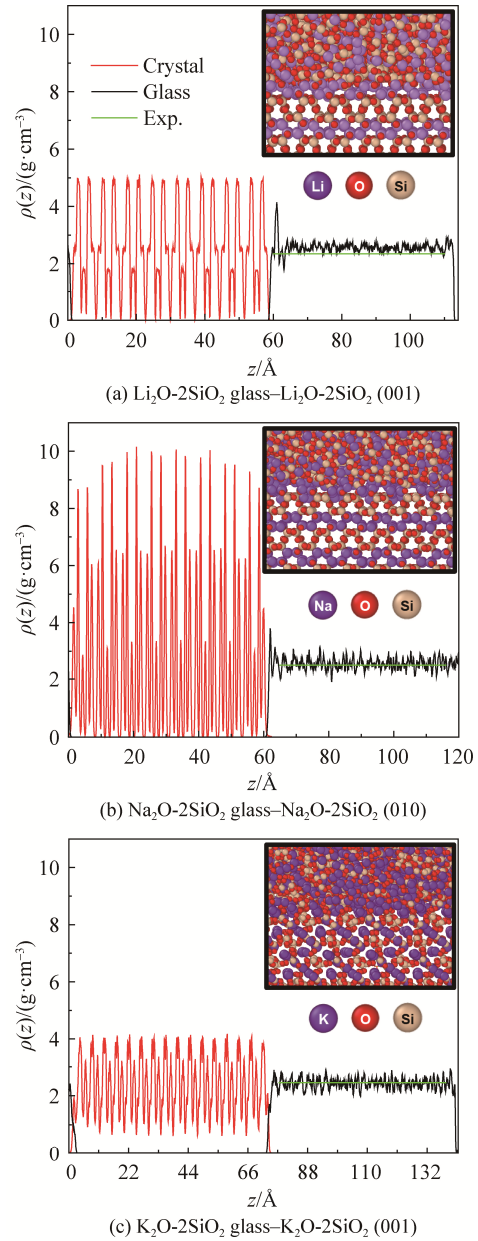 10
8
6
4
2
0
ρ(z)/(g·cm⁻³)
Crystal
Glass
Exp.
Li O Si
0 20 40 60 80 100
z/Å
(a) Li₂O-2SiO₂ glass–Li₂O-2SiO₂ (001)
10
8
6
4
2
0
ρ(z)/(g·cm⁻³)
Na O Si
0 20 40 60 80 100 120
z/Å
(b) Na₂O-2SiO₂ glass–Na₂O-2SiO₂ (010)
10
8
6
4
2
0
ρ(z)/(g·cm⁻³)
K O Si
0 22 44 66 88 110 132
z/Å
(c) K₂O-2SiO₂ glass–K₂O-2SiO₂ (001)